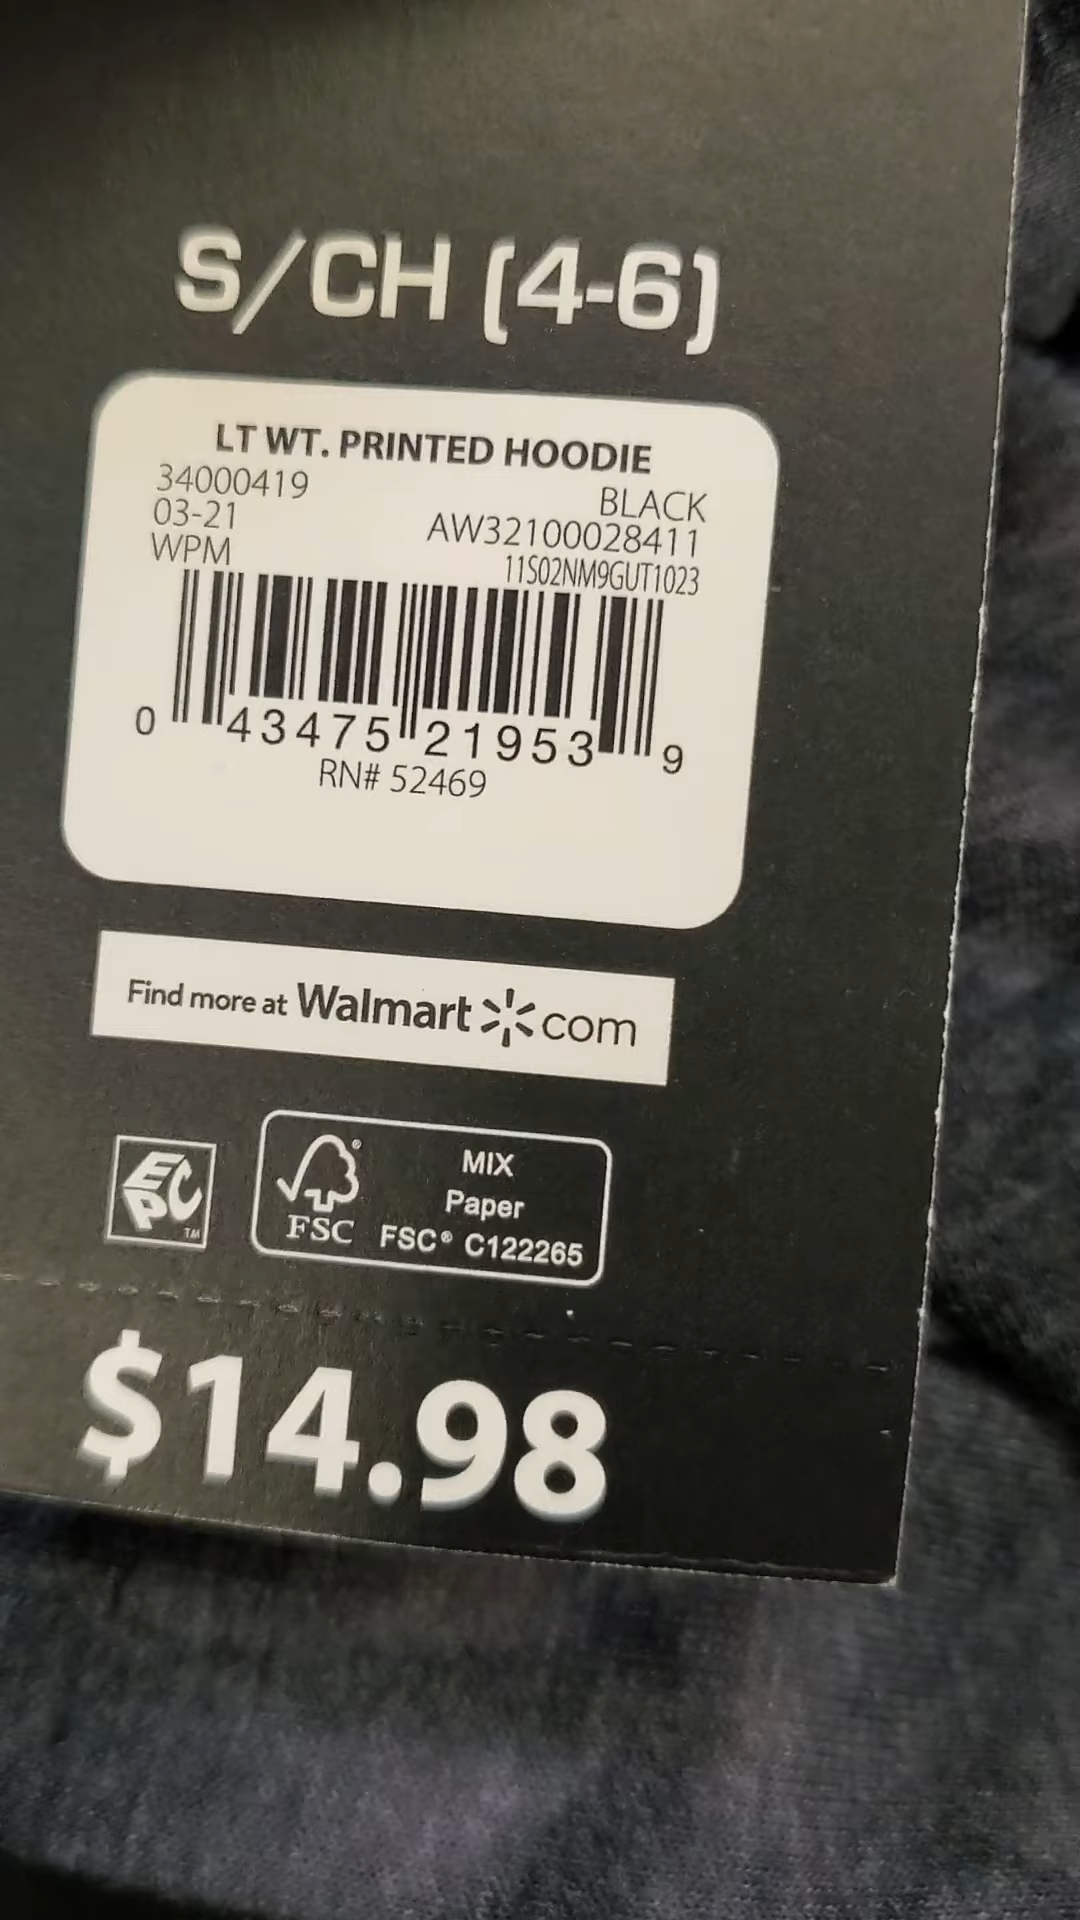 S/CH (4-6)
LT WT. PRINTED HOODIE
34000419
BLACK
03-21
AW32100028411
WPM
11S02NM9GUT1023
0 43475 21953 9
RN# 52469
Find more at Walmart com
EPC TM
MIX
Paper
FSC FSC® C122265
$14.98